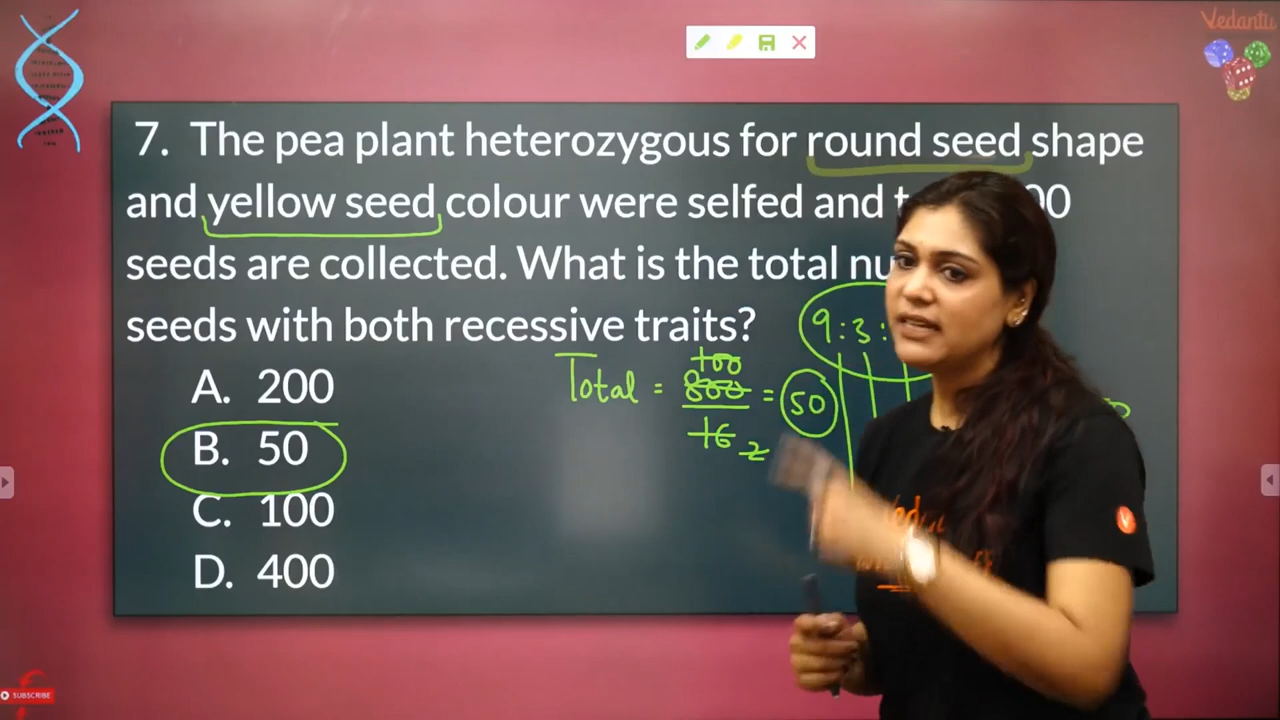 Vedantu
7. The pea plant heterozygous for round seed shape
and yellow seed colour were selfed and
seeds are collected. What is the total
seeds with both recessive traits?
9:3:
Total = 800/16 = 50
100
2
A. 200
B. 50
C. 100
D. 400
SUBSCRIBE